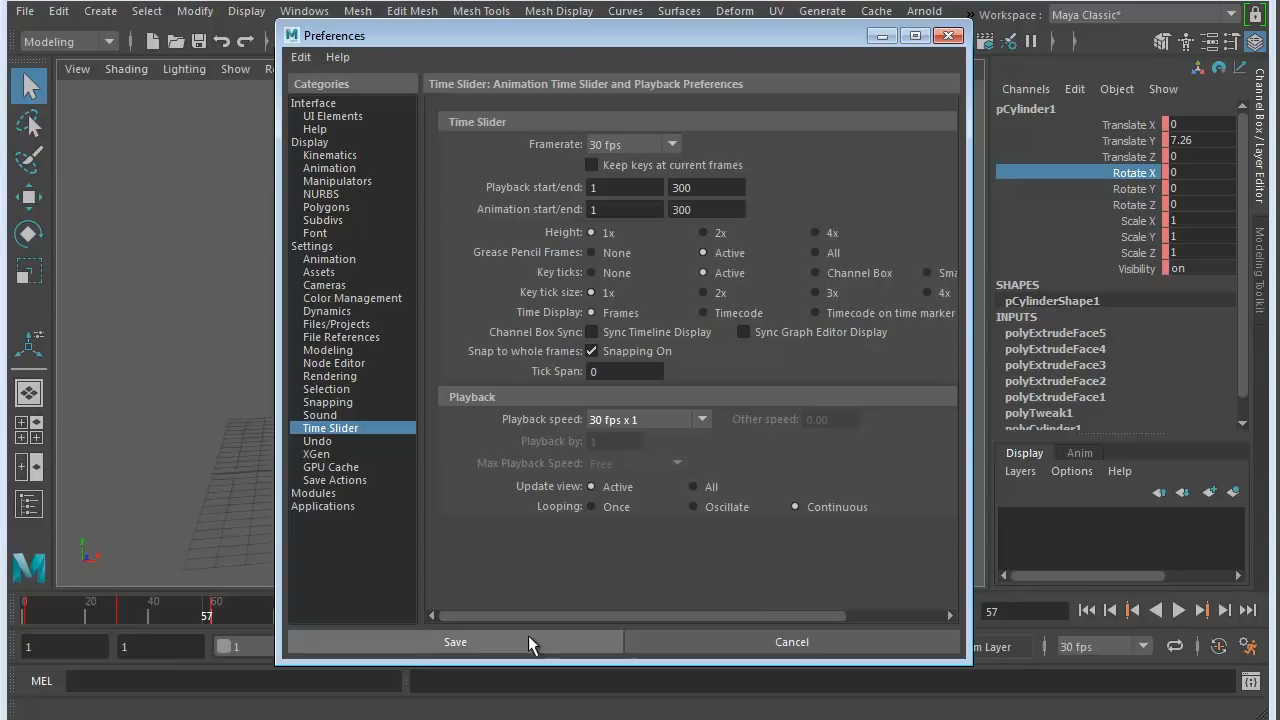 File Edit Create Select Modify Display Windows Mesh Edit Mesh Mesh Tools Mesh Display Curves Surfaces Deform UV Generate Cache Arnold » Workspace : Maya Classic*
Modeling
Preferences
View Shading Lighting Show
Edit Help
Categories
Interface
UI Elements
Help
Display
Kinematics
Animation
Manipulators
NURBS
Polygons
Subdivs
Font
Settings
Animation
Assets
Cameras
Color Management
Dynamics
Files/Projects
File References
Modeling
Node Editor
Rendering
Selection
Snapping
Sound
Time Slider
Undo
XGen
GPU Cache
Save Actions
Modules
Applications
Time Slider: Animation Time Slider and Playback Preferences
Time Slider
Framerate: 30 fps
Keep keys at current frames
Playback start/end: 1 300
Animation start/end: 1 300
Height: 1x 2x 4x
Grease Pencil Frames: None Active All
Key ticks: None Active Channel Box Sma
Key tick size: 1x 2x 3x 4x
Time Display: Frames Timecode Timecode on time marker
Channel Box Sync: Sync Timeline Display Sync Graph Editor Display
Snap to whole frames: Snapping On
Tick Span: 0
Playback
Playback speed: 30 fps x 1 Other speed: 0.00
Playback by: 1
Max Playback Speed: Free
Update view: Active All
Looping: Once Oscillate Continuous
Save Cancel
Channels Edit Object Show
pCylinder1
Translate X 0
Translate Y 7.26
Translate Z 0
Rotate X 0
Rotate Y 0
Rotate Z 0
Scale X 1
Scale Y 1
Scale Z 1
Visibility on
SHAPES
pCylinderShape1
INPUTS
polyExtrudeFace5
polyExtrudeFace4
polyExtrudeFace3
polyExtrudeFace2
polyExtrudeFace1
polyTweak1
polyCylinder1
Display Anim
Layers Options Help
Channel Box / Layer Editor
Modeling Toolkit
0 20 40 60
57
57
1 1 1
m Layer 30 fps
MEL